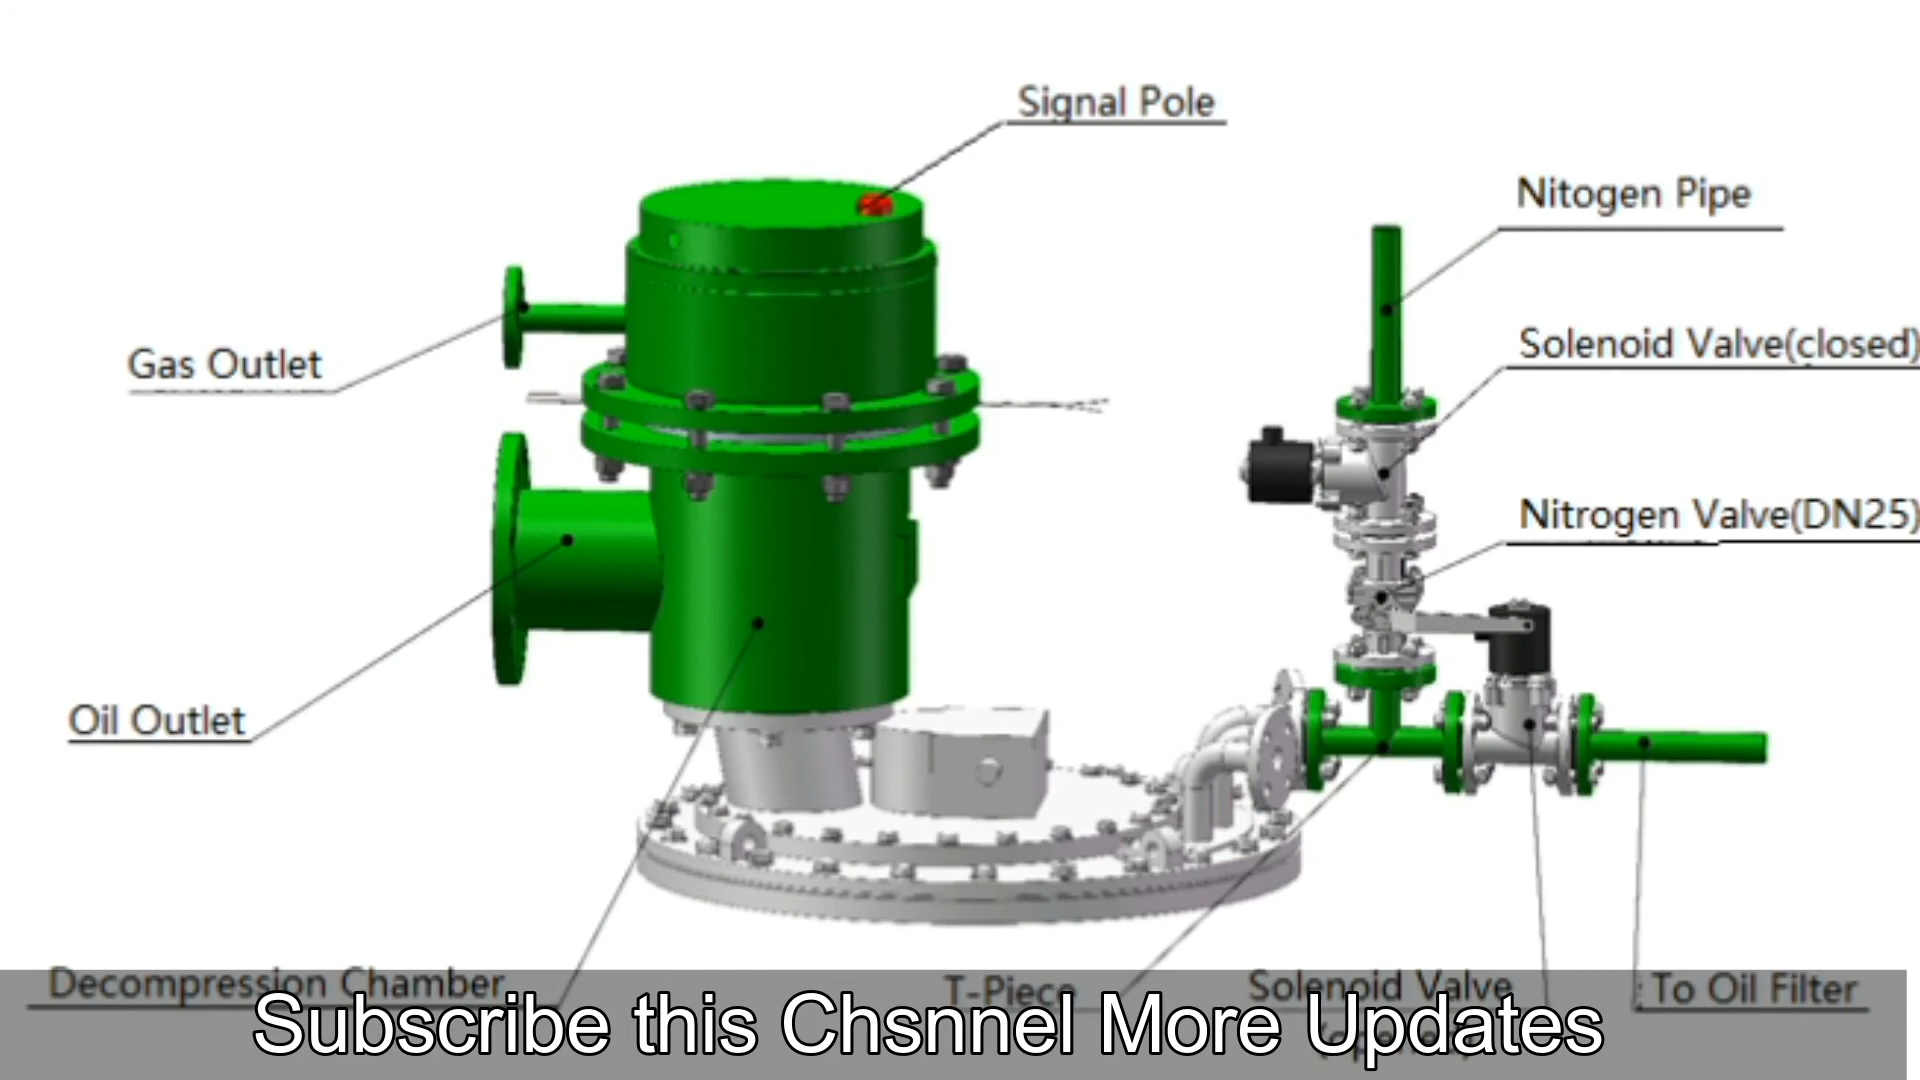 Signal Pole
Nitogen Pipe
Solenoid Valve(closed)
Gas Outlet
Nitrogen Valve(DN25)
Oil Outlet
Decompression Chamber
T-Piece
Solenoid Valve
To Oil Filter
Subscribe this Chsnnel More Updates